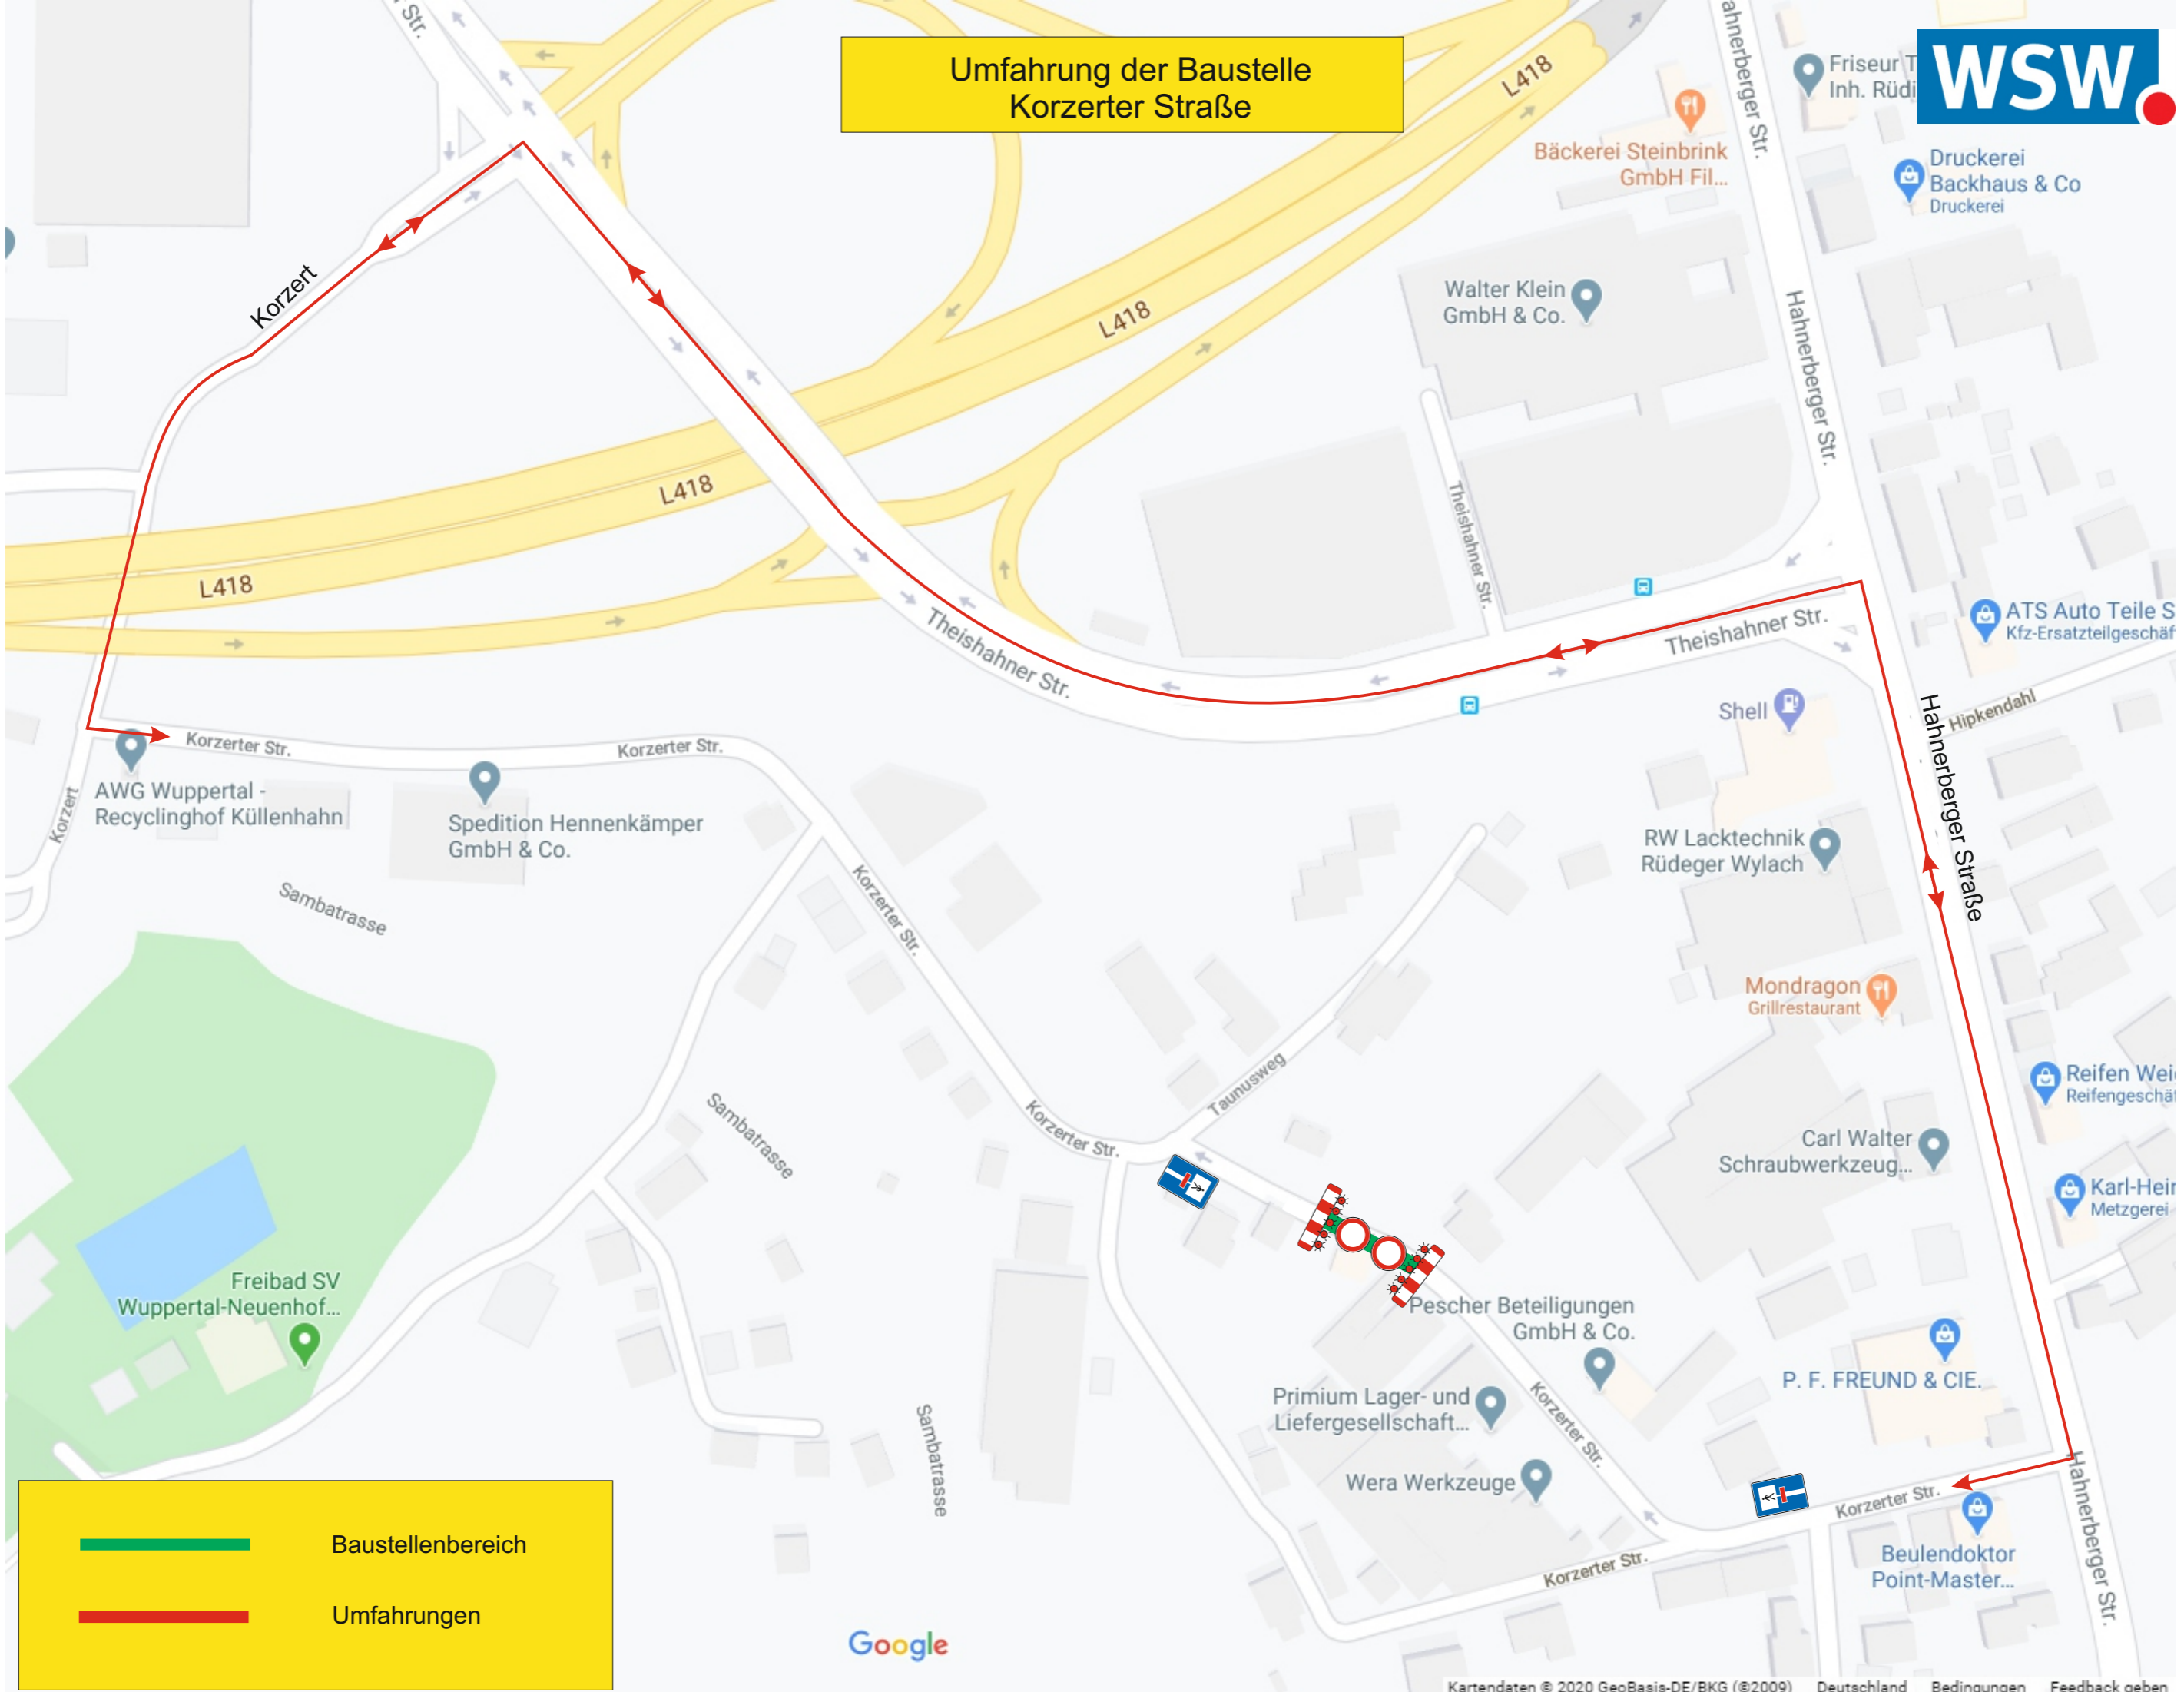 Str.
Umfahrung der Baustelle
Korzerter Straße
L418
ahnerberger Str.
Friseur T
Inh. Rüdi
WSW.
Bäckerei Steinbrink
GmbH Fil...
Druckerei
Backhaus & Co
Druckerei
Korzert
Walter Klein
GmbH & Co.
L418
Hahnerberger Str.
L418
Theishahner Str.
L418
Theishahner Str.
Theishahner Str.
ATS Auto Teile S
Kfz-Ersatzteilgeschäf
Shell
Hipkendahl
Hahnerberger Straße
Korzerter Str.
Korzerter Str.
AWG Wuppertal -
Recyclinghof Küllenhahn
Korzert
Spedition Hennenkämper
GmbH & Co.
RW Lacktechnik
Rüdeger Wylach
Sambatrasse
Korzerter Str.
Mondragon
Grillrestaurant
Taunusweg
Reifen Wei
Reifengeschäf
Sambatrasse
Korzerter Str.
Carl Walter
Schraubwerkzeug...
Karl-Hein
Metzgerei
Freibad SV
Wuppertal-Neuenhof...
Pescher Beteiligungen
GmbH & Co.
P. F. FREUND & CIE.
Primium Lager- und
Liefergesellschaft...
Korzerter Str.
Sambatrasse
Wera Werkzeuge
Korzerter Str.
Hahnerberger Str.
Beulendoktor
Point-Master...
Korzerter Str.
Baustellenbereich
Umfahrungen
Google
Kartendaten © 2020 GeoBasis-DE/BKG (©2009) Deutschland Bedingungen Feedback geben